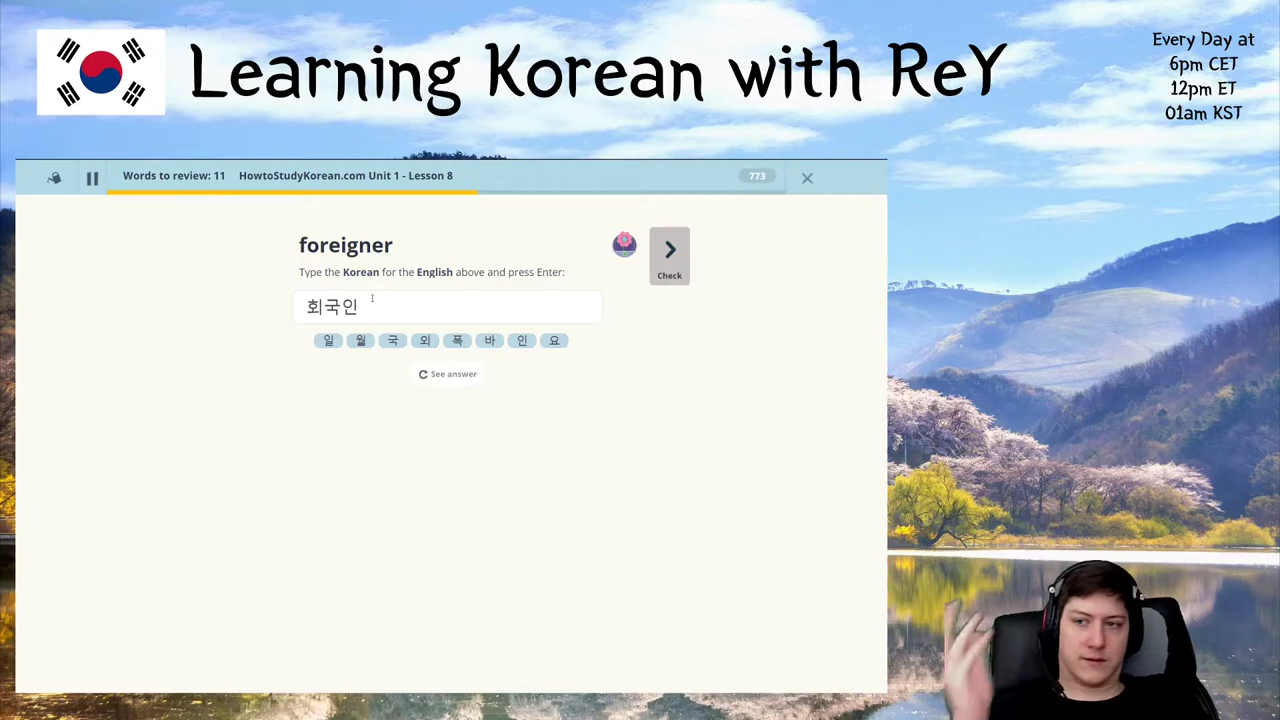 Learning Korean with ReY
Every Day at
6pm CET
12pm ET
01am KST
Words to review: 11 HowtoStudyKorean.com Unit 1 - Lesson 8 773
foreigner
Type the Korean for the English above and press Enter:
Check
회국인
일 월 국 외 폭 바 인 요
See answer